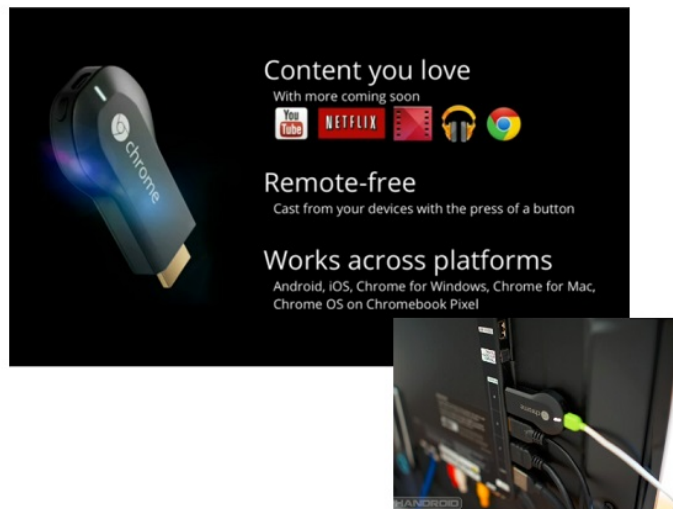 Content you love
With more coming soon
You
Tube
NETFLIX
chrome
Remote-free
Cast from your devices with the press of a button
Works across platforms
Android, iOS, Chrome for Windows, Chrome for Mac,
Chrome OS on Chromebook Pixel
chrome
HANDROID